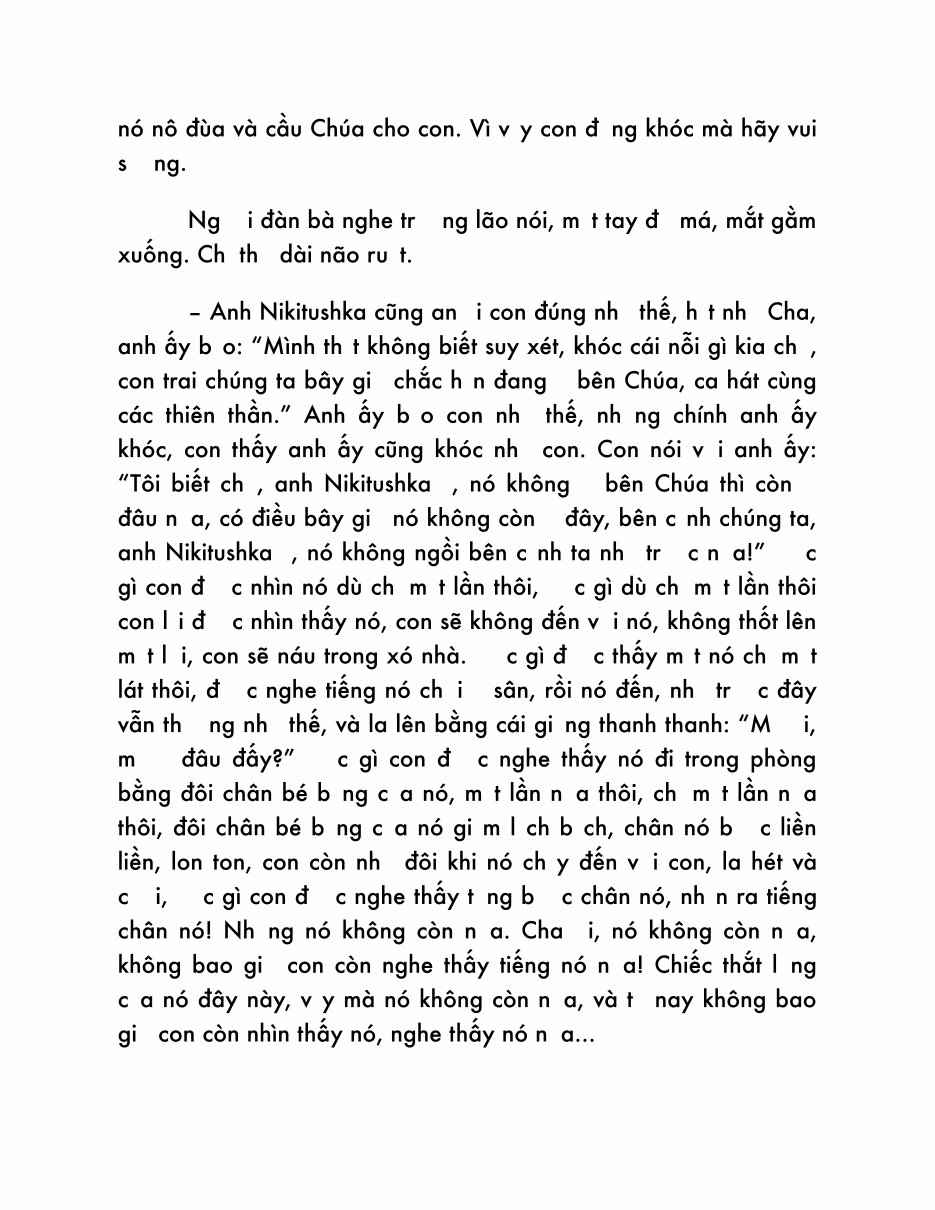 nó nô đùa và cầu Chúa cho con. Vì v y con đ ng khóc mà hãy vui
s ng.
Ng i đàn bà nghe tr ng lão nói, m t tay đ má, mắt gằm
xuống. Ch th dài não ru t.
– Anh Nikitushka cũng an i con đúng nh thế, h t nh Cha,
anh ấy b o: “Mình th t không biết suy xét, khóc cái nỗi gì kia ch ,
con trai chúng ta bây gi chắc h n đang bên Chúa, ca hát cùng
các thiên thần.” Anh ấy b o con nh thế, nh ng chính anh ấy
khóc, con thấy anh ấy cũng khóc nh con. Con nói v i anh ấy:
“Tôi biết ch , anh Nikitushka , nó không bên Chúa thì còn
đâu n a, có điều bây gi nó không còn đây, bên c nh chúng ta,
anh Nikitushka , nó không ngồi bên c nh ta nh tr c n a!” c
gì con đ c nhìn nó dù ch m t lần thôi, c gì dù ch m t lần thôi
con l i đ c nhìn thấy nó, con sẽ không đến v i nó, không thốt lên
m t l i, con sẽ náu trong xó nhà. c gì đ c thấy m t nó ch m t
lát thôi, đ c nghe tiếng nó ch i sân, rồi nó đến, nh tr c đây
vẫn th ng nh thế, và la lên bằng cái gi ng thanh thanh: “M i,
m đâu đấy?” c gì con đ c nghe thấy nó đi trong phòng
bằng đôi chân bé b ng c a nó, m t lần n a thôi, ch m t lần n a
thôi, đôi chân bé b ng c a nó gi m l ch b ch, chân nó b c liền
liền, lon ton, con còn nh đôi khi nó ch y đến v i con, la hét và
c i, c gì con đ c nghe thấy t ng b c chân nó, nh n ra tiếng
chân nó! Nh ng nó không còn n a. Cha i, nó không còn n a,
không bao gi con còn nghe thấy tiếng nó n a! Chiếc thắt l ng
c a nó đây này, v y mà nó không còn n a, và t nay không bao
gi con còn nhìn thấy nó, nghe thấy nó n a...